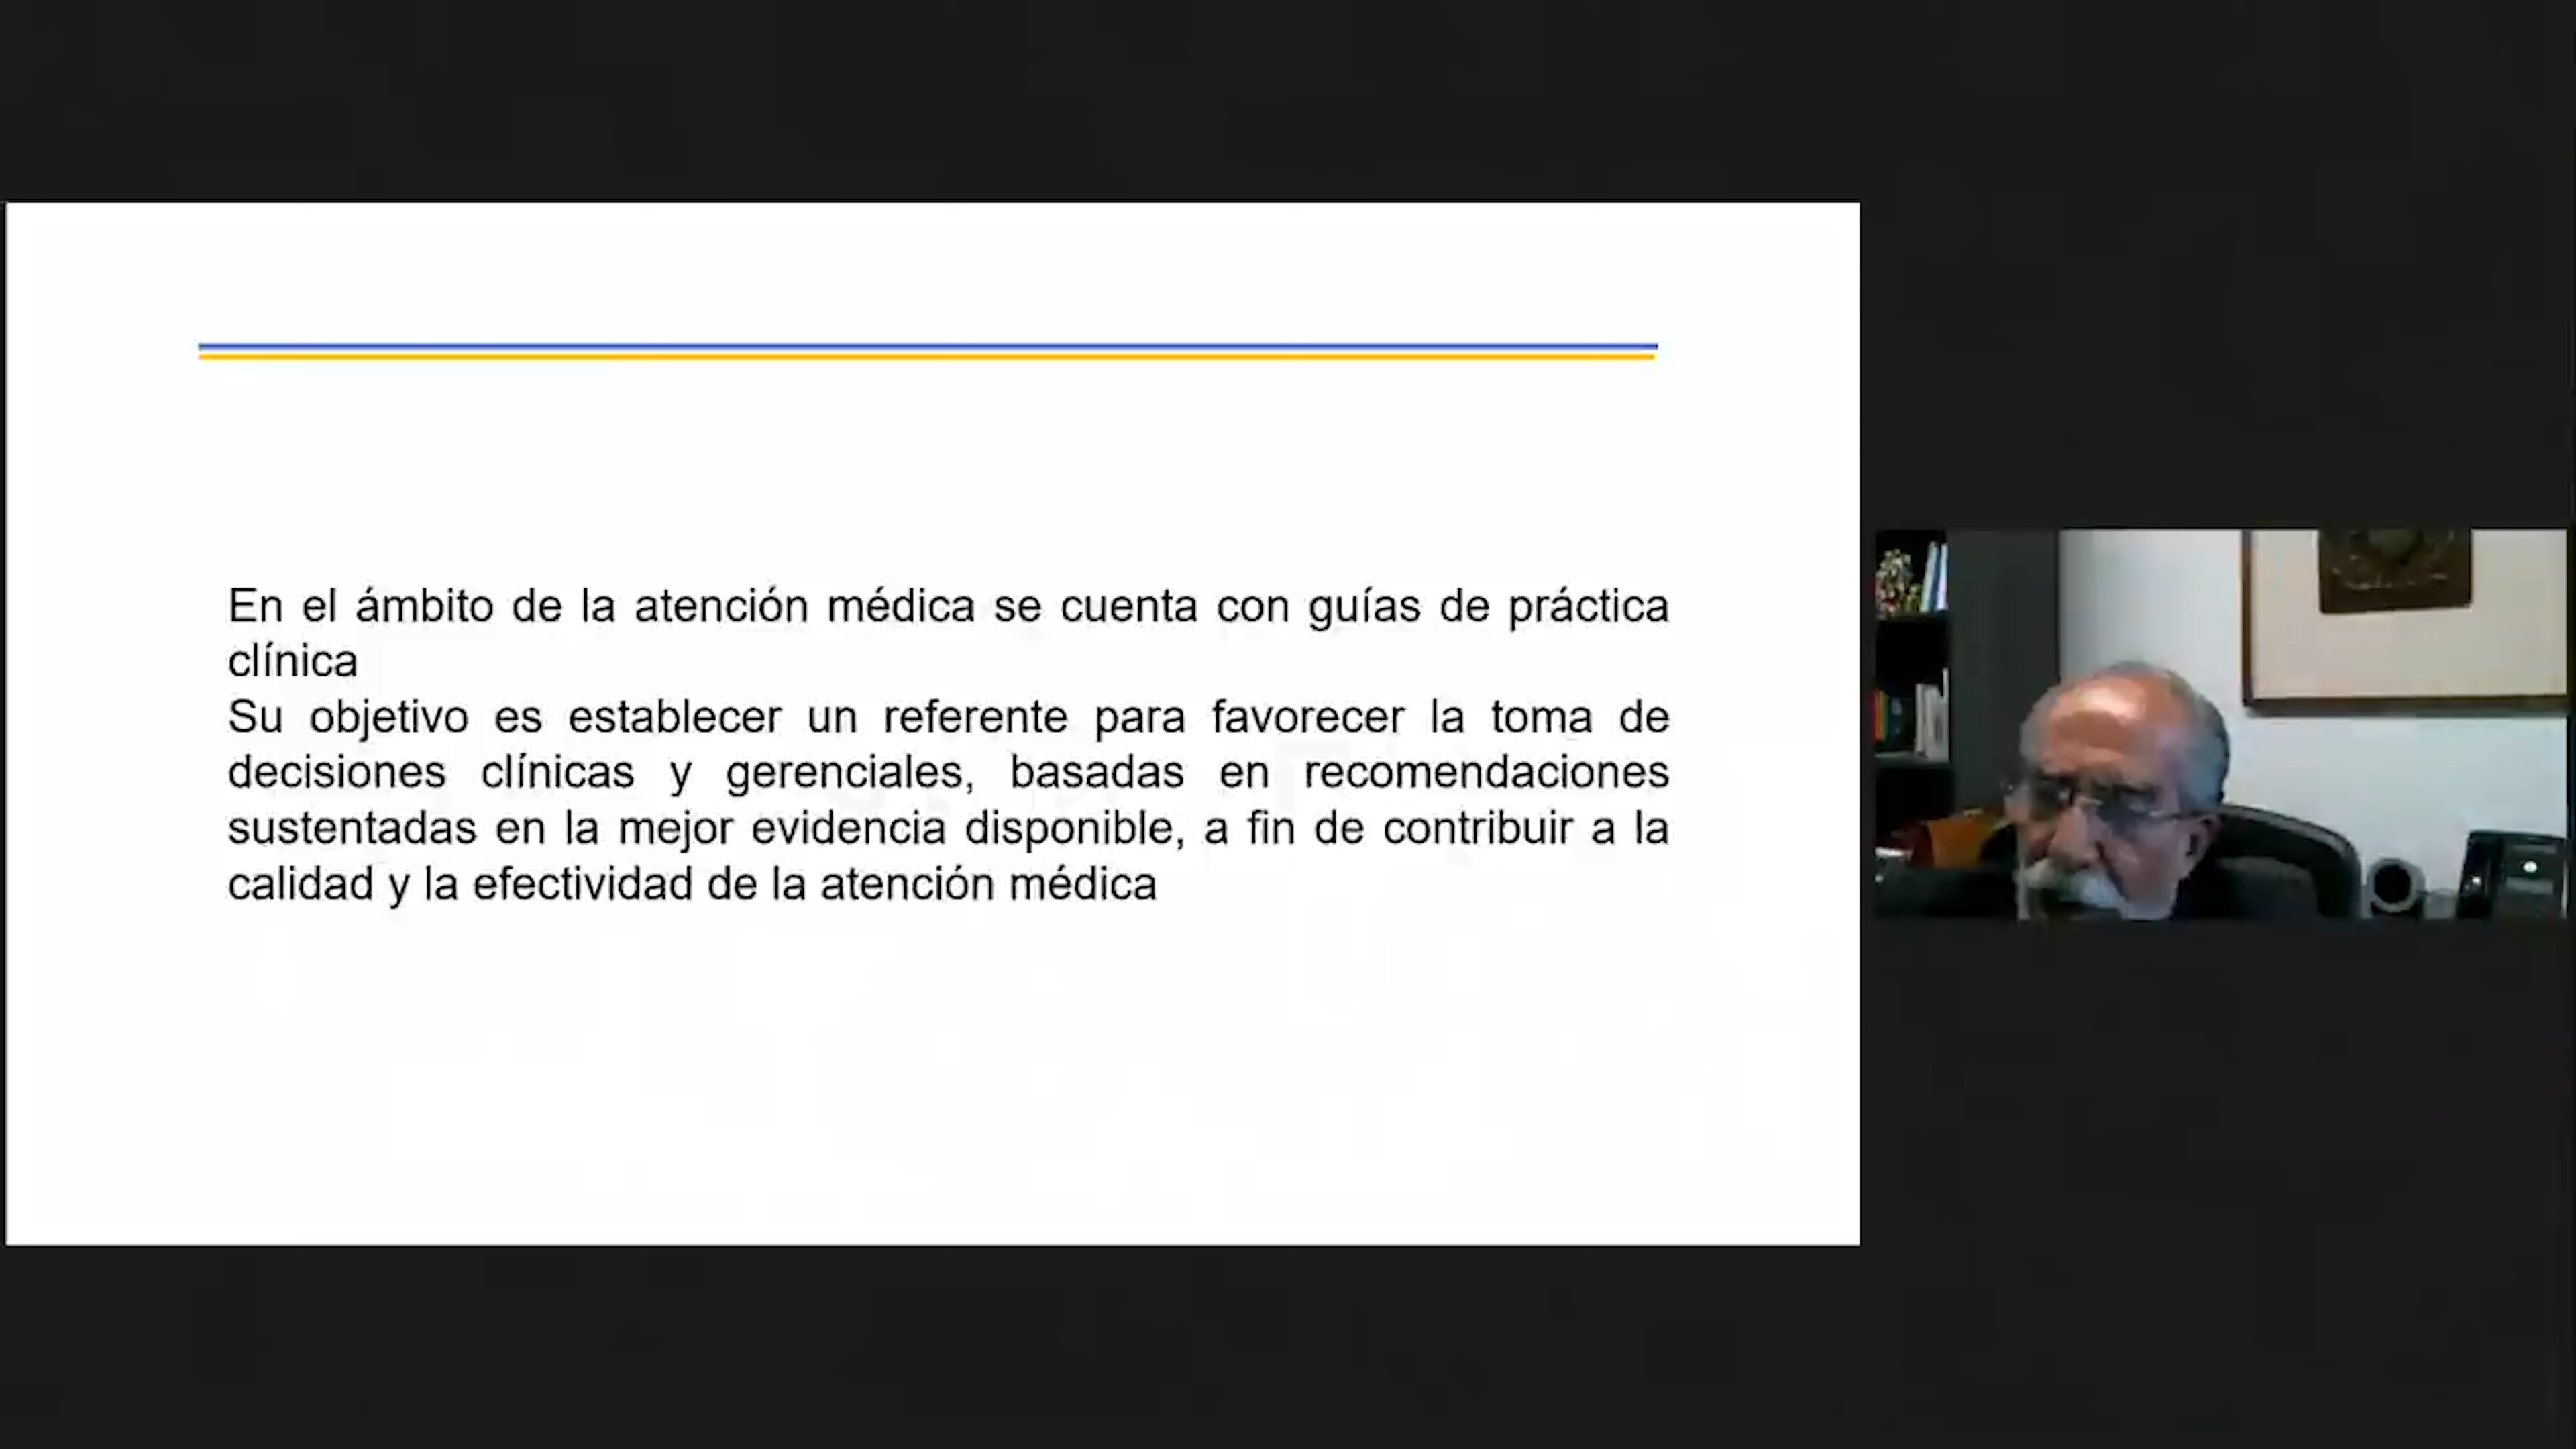 En el ámbito de la atención médica se cuenta con guías de práctica
clínica
Su objetivo es establecer un referente para favorecer la toma de
decisiones clínicas y gerenciales, basadas en recomendaciones
sustentadas en la mejor evidencia disponible, a fin de contribuir a la
calidad y la efectividad de la atención médica